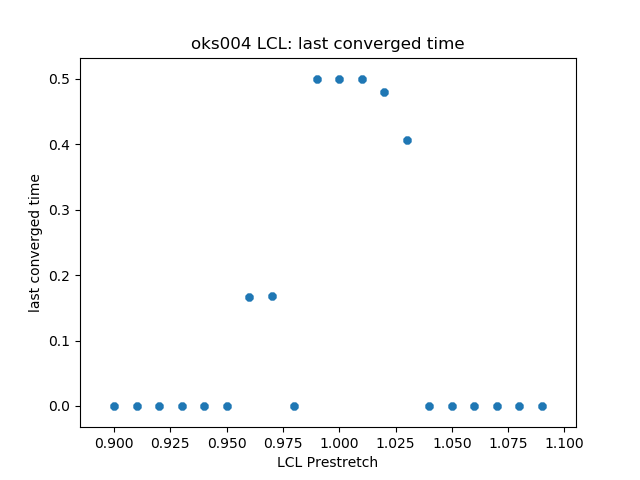 oks004 LCL: last converged time
last converged time
0.5
0.4
0.3
0.2
0.1
0.0
0.900 0.925 0.950 0.975 1.000 1.025 1.050 1.075 1.100
LCL Prestretch